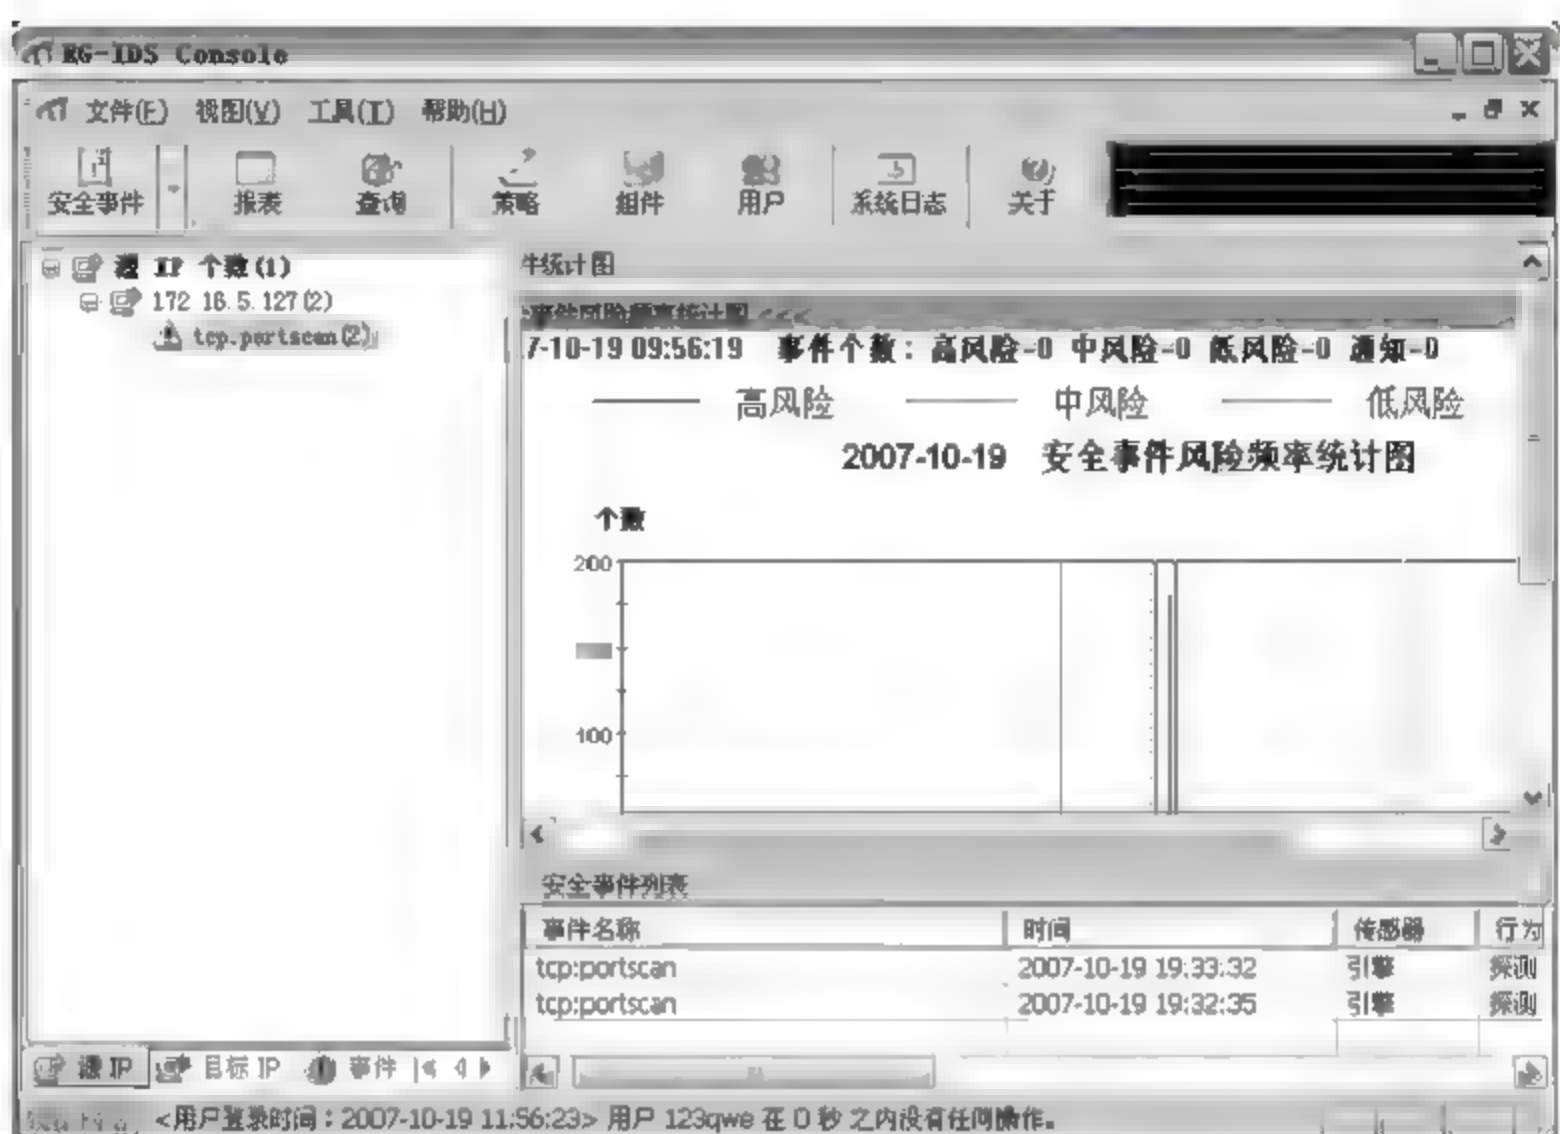 RG-IDS Console
文件(F) 视图(V) 工具(T) 帮助(H)
安全事件 报表 查询 策略 组件 用户 系统日志 关于
源 IP 个数(1)
172 16.5.127(2)
tcp.portscan(2)
件统计图
事件风险频率统计图 <<<
7-10-19 09:56:19 事件个数: 高风险-0 中风险-0 低风险-0 通知-0
高风险 中风险 低风险
2007-10-19 安全事件风险频率统计图
个数
200
100
安全事件列表
事件名称 时间 传感器 行为
tcp:portscan 2007-10-19 19:33:32 引擎 探测
tcp:portscan 2007-10-19 19:32:35 引擎 探测
源 IP 目标 IP 事件
<用户登录时间：2007-10-19 11:56:23> 用户 123qwe 在 0 秒 之内没有任何操作。